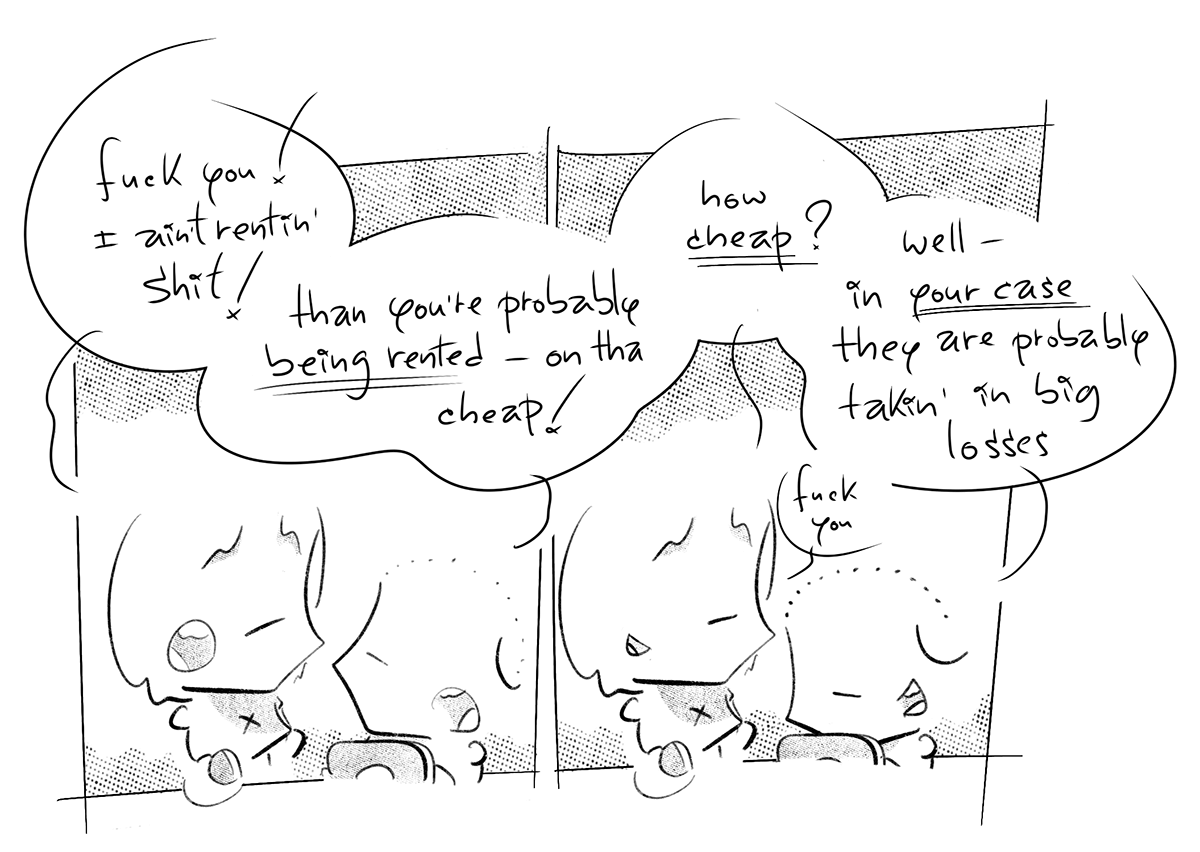 fuck you!
I ain't rentin'
shit!
than you're probably
being rented – on tha
cheap!
how
cheap?
well –
in your case
they are probably
takin' in big
losses
fuck
you